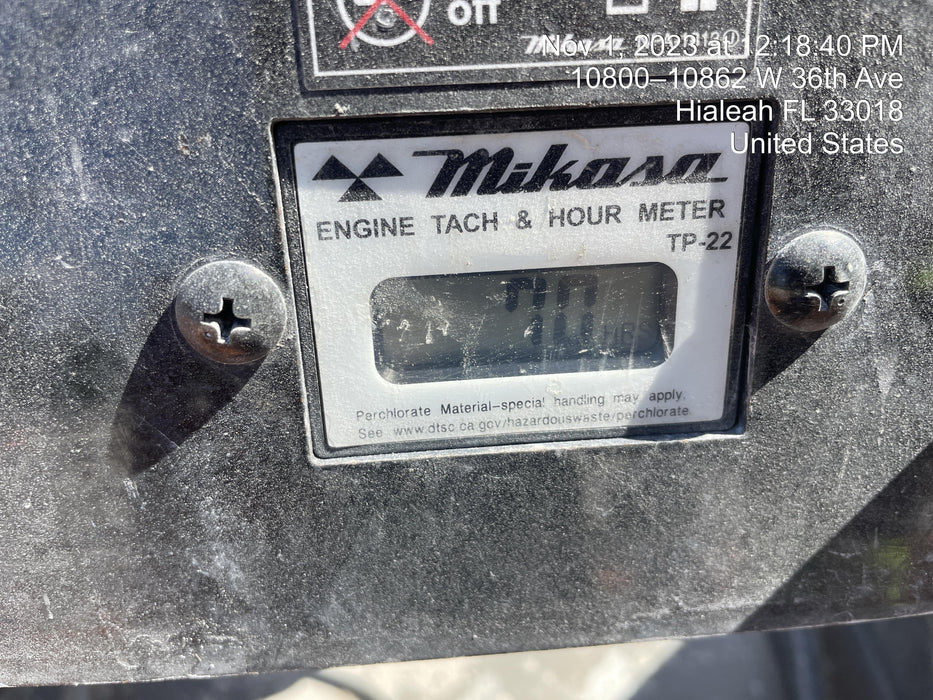 Off
Nov 1, 2023 at 12:18:40 PM
10800–10862 W 36th Ave
Hialeah FL 33018
United States
Mikasa
ENGINE TACH & HOUR METER
TP-22
HRS
Perchlorate Material–special handling may apply.
See www.dtsc.ca.gov/hazardouswaste/perchlorate.